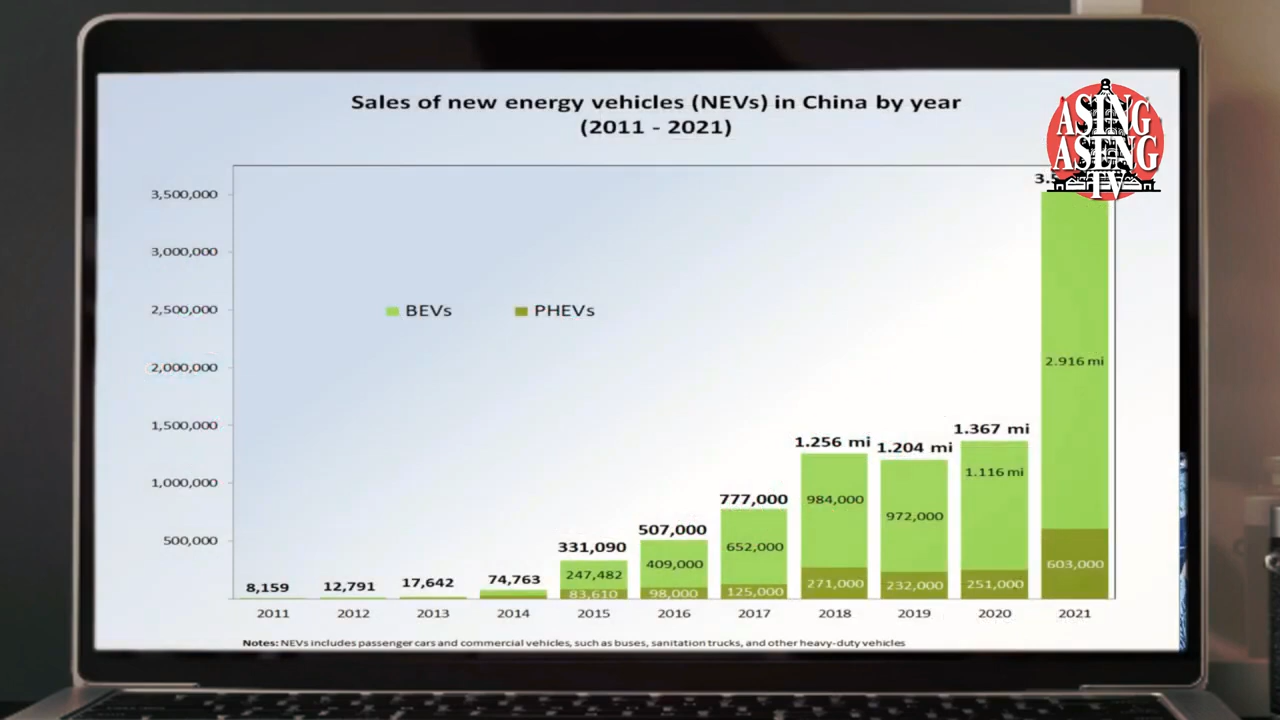 Sales of new energy vehicles (NEVs) in China by year
(2011 - 2021)
ASING
ASENG
TV
3,500,000
3,000,000
2,500,000
2,000,000
1,500,000
1,000,000
500,000
BEVs
PHEVs
8,159
12,791
17,642
74,763
331,090
247,482
83,610
507,000
409,000
98,000
777,000
652,000
125,000
1.256 mi
984,000
271,000
1.204 mi
972,000
232,000
1.367 mi
1.116 mi
251,000
2.916 mi
603,000
2011 2012 2013 2014 2015 2016 2017 2018 2019 2020 2021
Notes: NEVs includes passenger cars and commercial vehicles, such as buses, sanitation trucks, and other heavy-duty vehicles